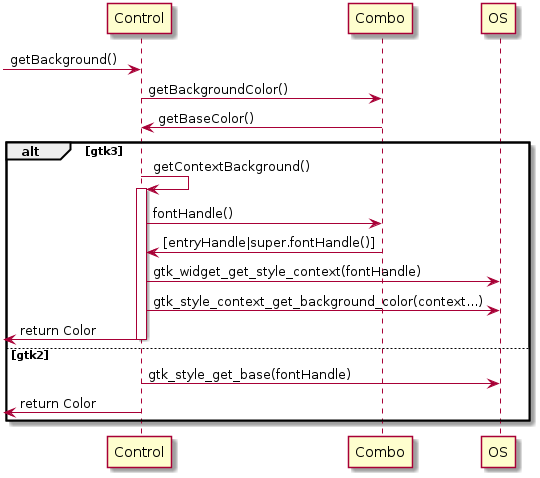 Control Combo OS
getBackground()
getBackgroundColor()
getBaseColor()
alt [gtk3]
getContextBackground()
fontHandle()
[entryHandle|super.fontHandle()]
gtk_widget_get_style_context(fontHandle)
gtk_style_context_get_background_color(context...)
return Color
[gtk2]
gtk_style_get_base(fontHandle)
return Color
Control Combo OS